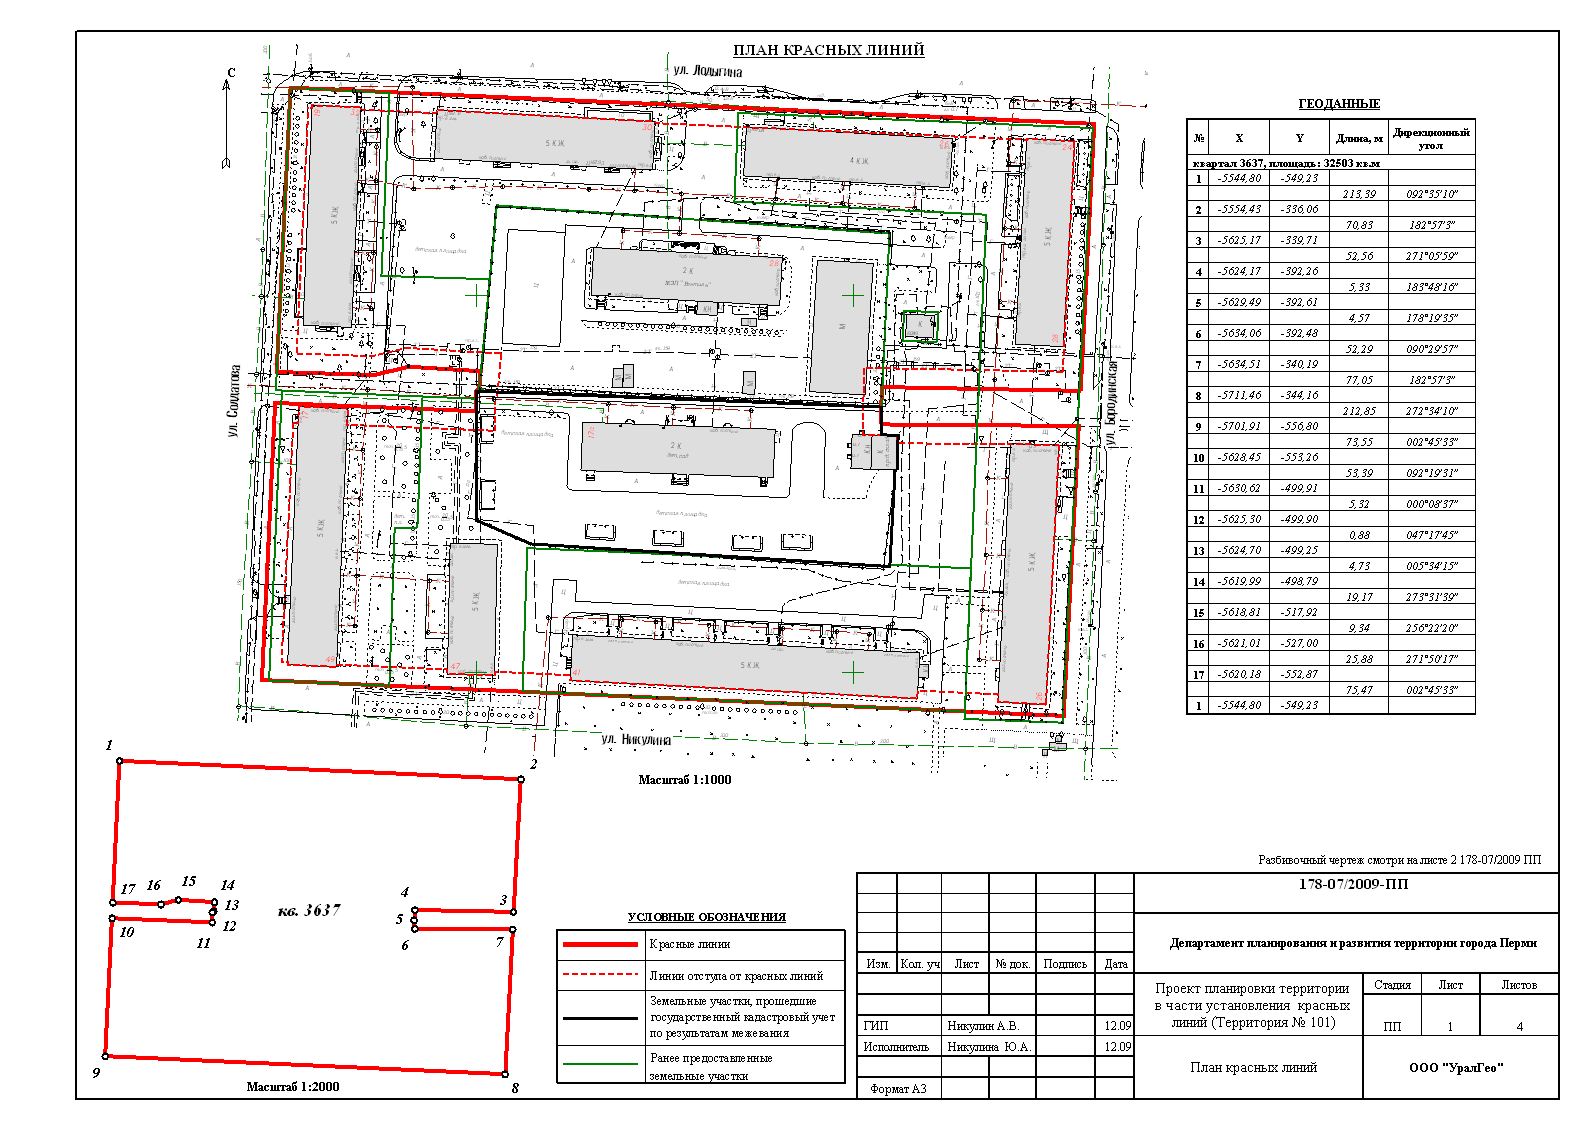 ПЛАН КРАСНЫХ ЛИНИЙ
ул. Лодыгина
С
ул. Солдатова
ул. Бородинская
ул. Никулина
5 КЖ
5 КЖ
4 КЖ
5 КЖ
2 К
М
2 К
дет.сад
5 КЖ
5 КЖ
5 КЖ
5 КЖ
детская площадка
детская площадка
детская площадка
детская площадка
49
47
41
Масштаб 1:1000
ГЕОДАННЫЕ
№ X Y Длина, м Дирекционный угол
квартал 3637, площадь: 32503 кв.м
1 -5544,80 -549,23
213,39 092°35'10"
2 -5554,43 -336,06
70,83 182°57'3"
3 -5625,17 -339,71
52,56 271°05'59"
4 -5624,17 -392,26
5,33 183°48'16"
5 -5629,49 -392,61
4,57 178°19'35"
6 -5634,06 -392,48
52,29 090°29'57"
7 -5634,51 -340,19
77,05 182°57'3"
8 -5711,46 -344,16
212,85 272°34'10"
9 -5701,91 -556,80
73,55 002°45'33"
10 -5628,45 -553,26
53,39 092°19'31"
11 -5630,62 -499,91
5,32 000°08'37"
12 -5625,30 -499,90
0,88 047°17'45"
13 -5624,70 -499,25
4,73 005°34'15"
14 -5619,99 -498,79
19,17 273°31'39"
15 -5618,81 -517,92
9,34 256°22'20"
16 -5621,01 -527,00
25,88 271°50'17"
17 -5620,18 -552,87
75,47 002°45'33"
1 -5544,80 -549,23
1
2
17 16 15 14
13
12
11
10
4
3
5
6
7
кв. 3637
9
8
Масштаб 1:2000
УСЛОВНЫЕ ОБОЗНАЧЕНИЯ
Красные линии
Линии отступа от красных линий
Земельные участки, прошедшие
государственный кадастровый учет
по результатам межевания
Ранее предоставленные
земельные участки
Разбивочный чертеж смотри на листе 2 178-07/2009 ПП
178-07/2009-ПП
Департамент планирования и развития территории города Перми
Изм. Кол. уч Лист № док. Подпись Дата
Проект планировки территории
в части установления красных
линий (Территория № 101)
Стадия Лист Листов
ПП 1 4
ГИП Никулин А.В. 12.09
Исполнитель Никулина Ю.А. 12.09
План красных линий
ООО "УралГео"
Формат А3